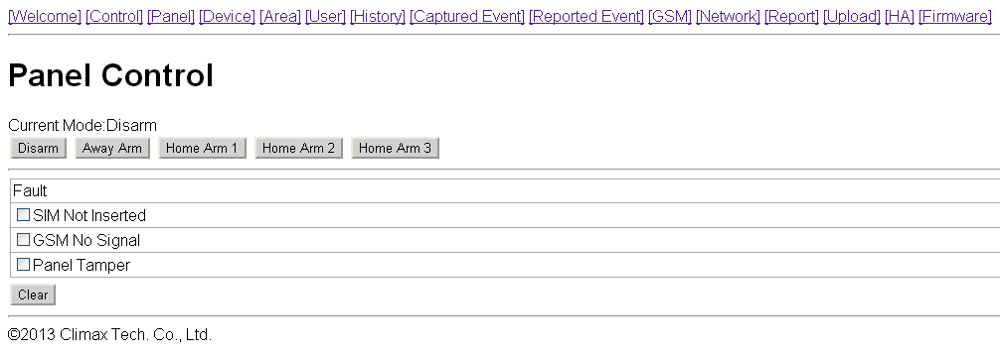 [Welcome] [Control] [Panel] [Device] [Area] [User] [History] [Captured Event] [Reported Event] [GSM] [Network] [Report] [Upload] [HA] [Firmware]
Panel Control
Current Mode:Disarm
Disarm Away Arm Home Arm 1 Home Arm 2 Home Arm 3
Fault
SIM Not Inserted
GSM No Signal
Panel Tamper
Clear
©2013 Climax Tech. Co., Ltd.